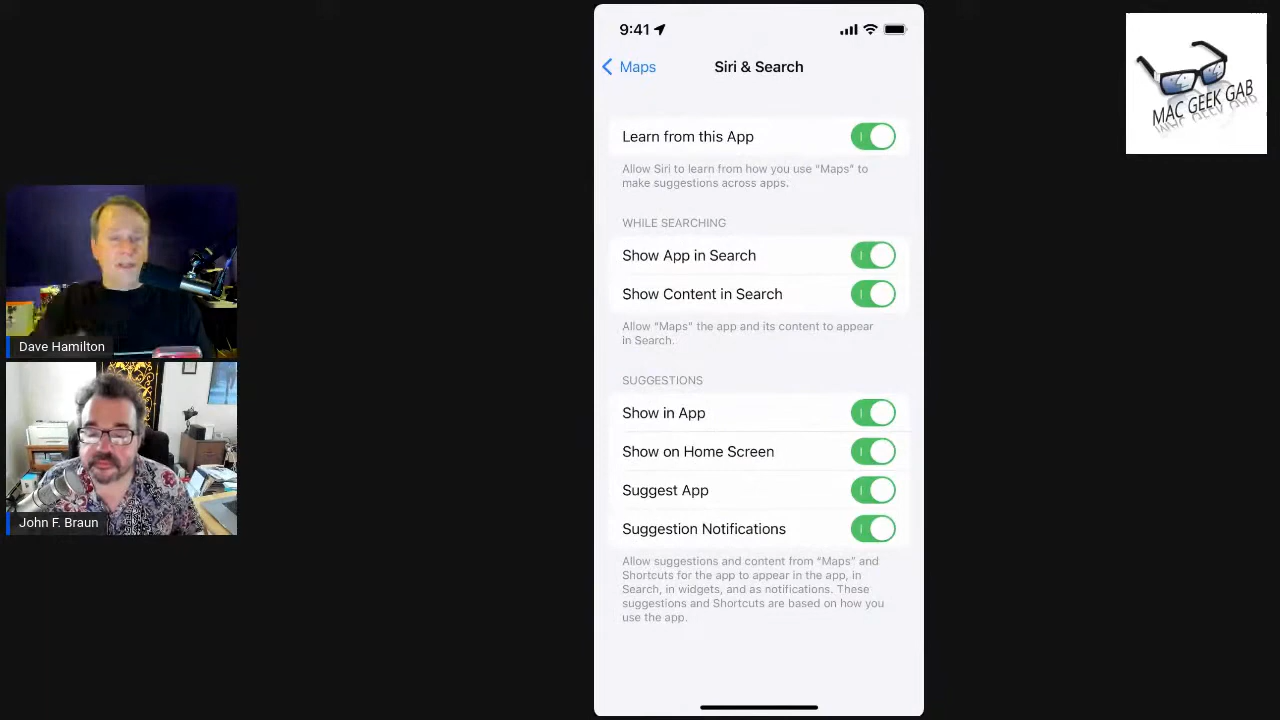 9:41
Maps
Siri & Search
Learn from this App
Allow Siri to learn from how you use “Maps” to
make suggestions across apps.
WHILE SEARCHING
Show App in Search
Show Content in Search
Allow “Maps” the app and its content to appear
in Search.
SUGGESTIONS
Show in App
Show on Home Screen
Suggest App
Suggestion Notifications
Allow suggestions and content from “Maps” and
Shortcuts for the app to appear in the app, in
Search, in widgets, and as notifications. These
suggestions and Shortcuts are based on how you
use the app.
Dave Hamilton
John F. Braun
MAC GEEK GAB